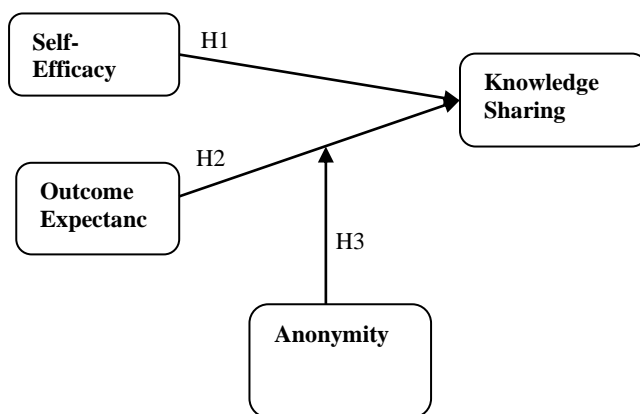 Self-
Efficacy
H1
Knowledge
Sharing
H2
Outcome
Expectanc
H3
Anonymity